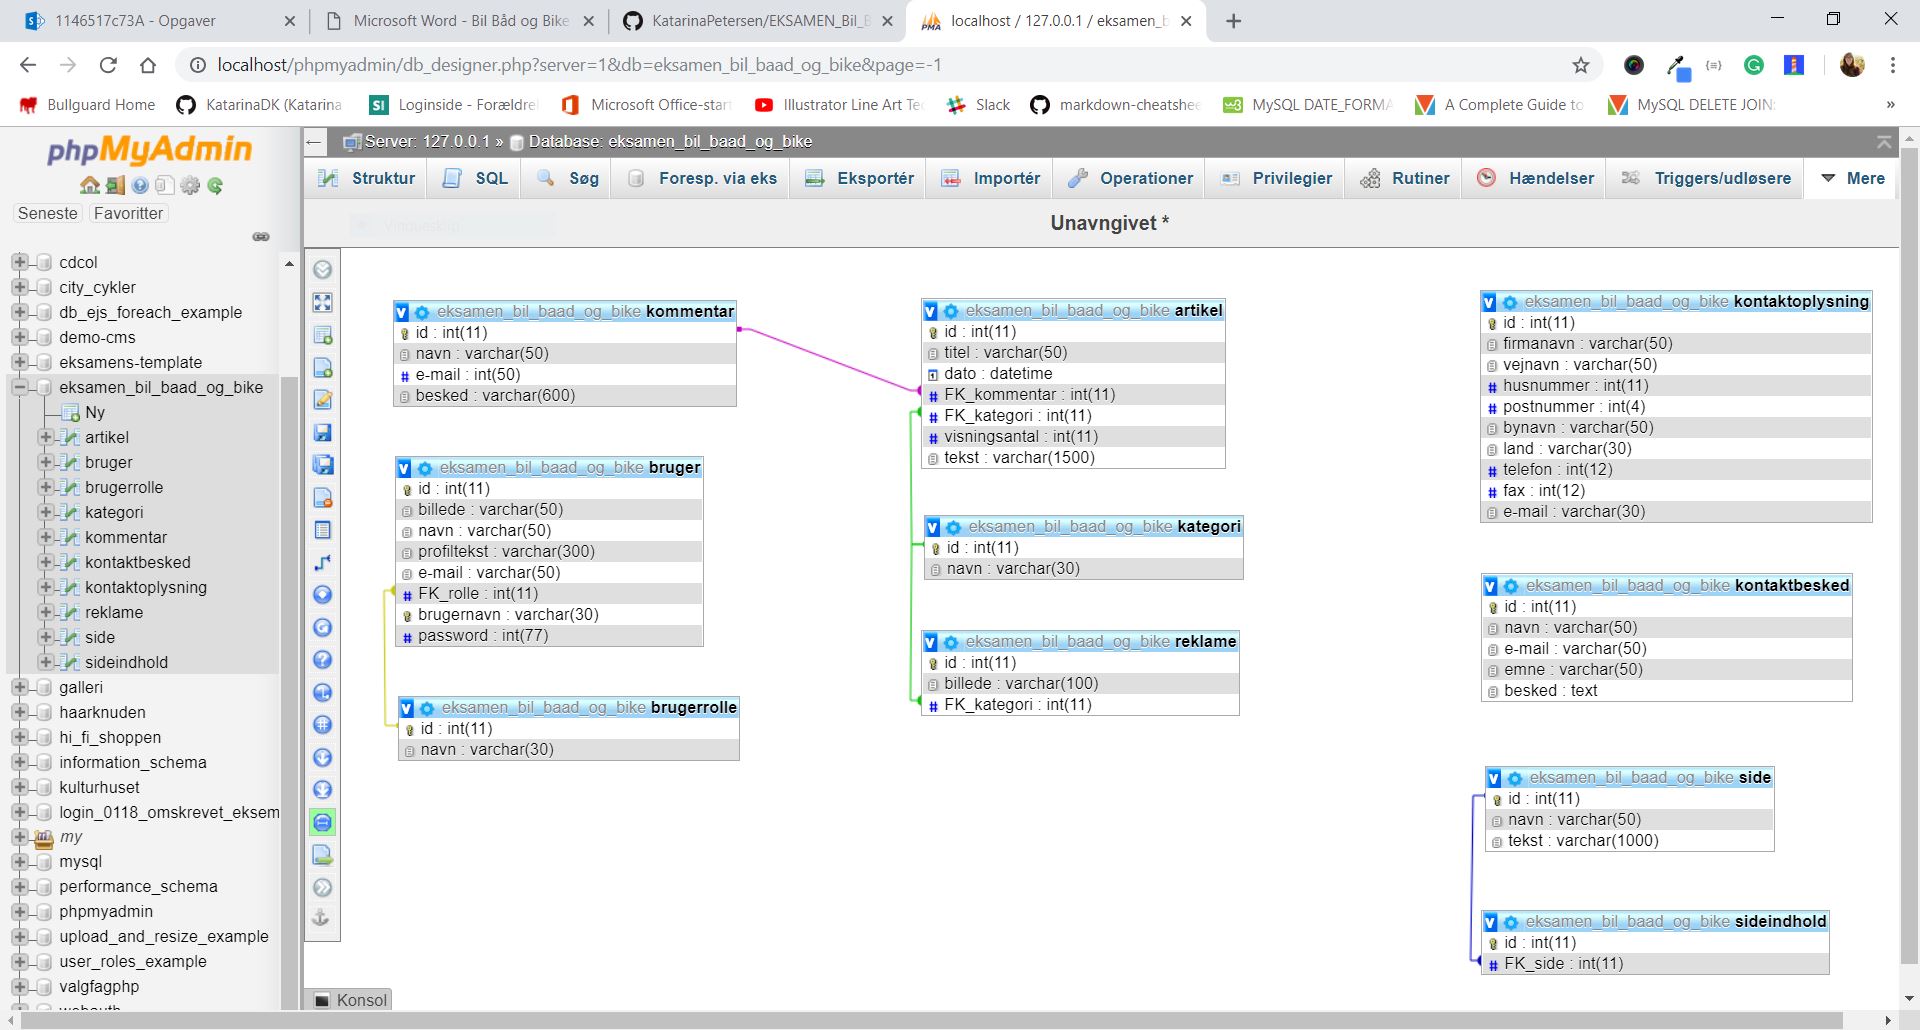 1146517c73A - Opgaver
Microsoft Word - Bil Båd og Bike
KatarinaPetersen/EKSAMEN_Bil_B
localhost / 127.0.0.1 / eksamen_b
localhost/phpmyadmin/db_designer.php?server=1&db=eksamen_bil_baad_og_bike&page=-1
Bullguard Home
KatarinaDK (Katarina
Loginside - Forældrei
Microsoft Office-star
Illustrator Line Art Te
Slack
markdown-cheatshe
MySQL DATE_FORMA
A Complete Guide to
MySQL DELETE JOIN:
»
phpMyAdmin
Seneste
Favoritter
cdcol
city_cykler
db_ejs_foreach_example
demo-cms
eksamens-template
eksamen_bil_baad_og_bike
Ny
artikel
bruger
brugerrolle
kategori
kommentar
kontaktbesked
kontaktoplysning
reklame
side
sideindhold
galleri
haarknuden
hi_fi_shoppen
information_schema
kulturhuset
login_0118_omskrevet_eksem
my
mysql
performance_schema
phpmyadmin
upload_and_resize_example
user_roles_example
valgfagphp
Server: 127.0.0.1 » Database: eksamen_bil_baad_og_bike
Struktur
SQL
Søg
Foresp. via eks
Eksportér
Importér
Operationer
Privilegier
Rutiner
Hændelser
Triggers/udløsere
Mere
Unavngivet *
eksamen_bil_baad_og_bike kommentar
id : int(11)
navn : varchar(50)
e-mail : int(50)
besked : varchar(600)
eksamen_bil_baad_og_bike bruger
id : int(11)
billede : varchar(50)
navn : varchar(50)
profiltekst : varchar(300)
e-mail : varchar(50)
FK_rolle : int(11)
brugernavn : varchar(30)
password : int(77)
eksamen_bil_baad_og_bike brugerrolle
id : int(11)
navn : varchar(30)
eksamen_bil_baad_og_bike artikel
id : int(11)
titel : varchar(50)
dato : datetime
FK_kommentar : int(11)
FK_kategori : int(11)
visningsantal : int(11)
tekst : varchar(1500)
eksamen_bil_baad_og_bike kategori
id : int(11)
navn : varchar(30)
eksamen_bil_baad_og_bike reklame
id : int(11)
billede : varchar(100)
FK_kategori : int(11)
eksamen_bil_baad_og_bike kontaktoplysning
id : int(11)
firmanavn : varchar(50)
vejnavn : varchar(50)
husnummer : int(11)
postnummer : int(4)
bynavn : varchar(50)
land : varchar(30)
telefon : int(12)
fax : int(12)
e-mail : varchar(30)
eksamen_bil_baad_og_bike kontaktbesked
id : int(11)
navn : varchar(50)
e-mail : varchar(50)
emne : varchar(50)
besked : text
eksamen_bil_baad_og_bike side
id : int(11)
navn : varchar(50)
tekst : varchar(1000)
eksamen_bil_baad_og_bike sideindhold
id : int(11)
FK_side : int(11)
Konsol